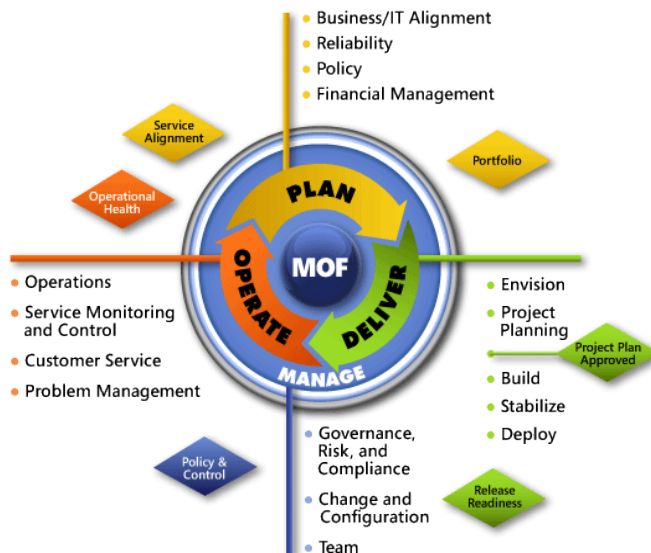 Business/IT Alignment
Reliability
Policy
Financial Management
Service
Alignment
Portfolio
Operational
Health
PLAN
OPERATE
MOF
DELIVER
MANAGE
Operations
Service Monitoring
and Control
Customer Service
Problem Management
Envision
Project
Planning
Project Plan
Approved
Build
Stabilize
Deploy
Policy &
Control
Governance,
Risk, and
Compliance
Change and
Configuration
Team
Release
Readiness